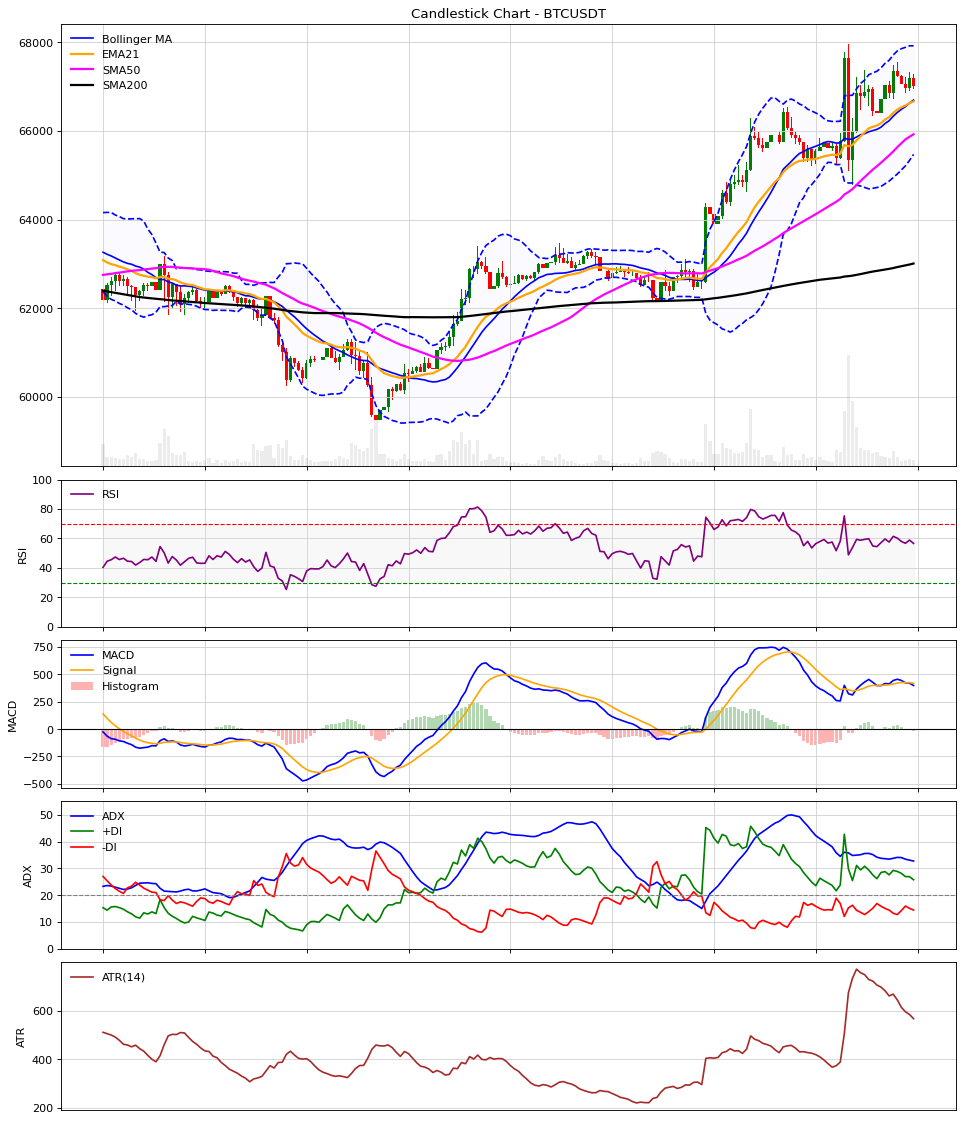 Candlestick Chart - BTCUSDT
Bollinger MA
EMA21
SMA50
SMA200
68000
66000
64000
62000
60000
RSI
RSI
100
80
60
40
20
0
MACD
MACD
Signal
Histogram
750
500
250
0
−250
−500
ADX
ADX
+DI
-DI
50
40
30
20
10
0
ATR
ATR(14)
600
400
200